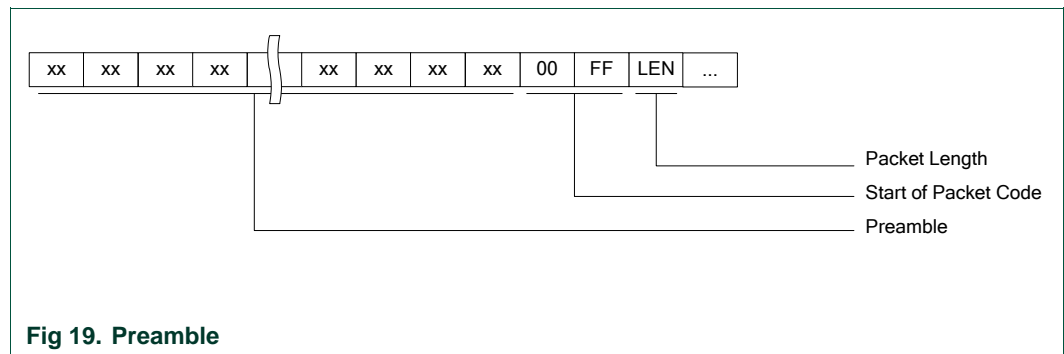 xx xx xx xx xx xx xx xx 00 FF LEN ...
Packet Length
Start of Packet Code
Preamble
Fig 19. Preamble